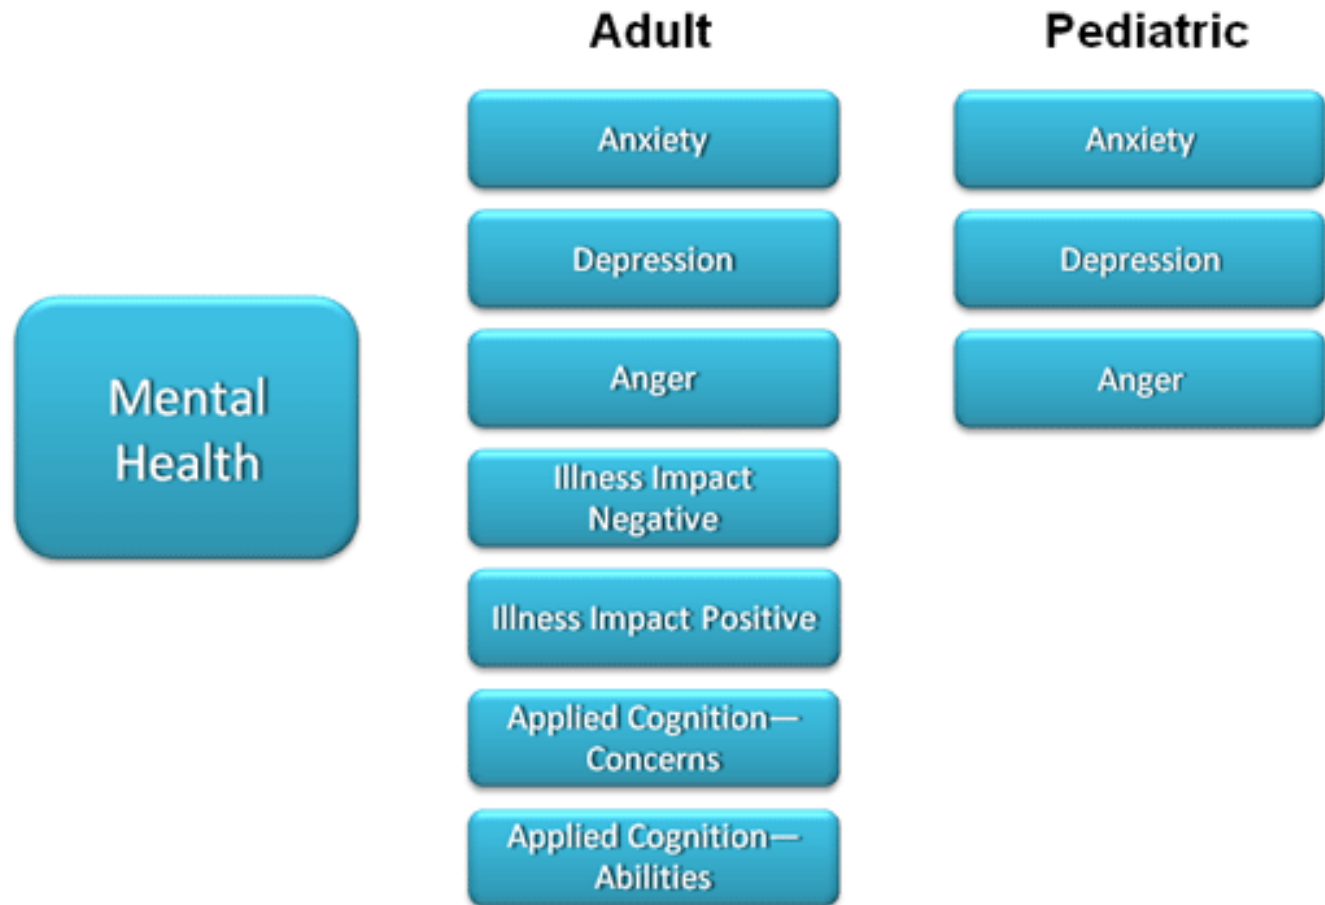 Adult
Pediatric
Anxiety
Anxiety
Depression
Depression
Mental
Health
Anger
Anger
Illness Impact
Negative
Illness Impact Positive
Applied Cognition—
Concerns
Applied Cognition—
Abilities